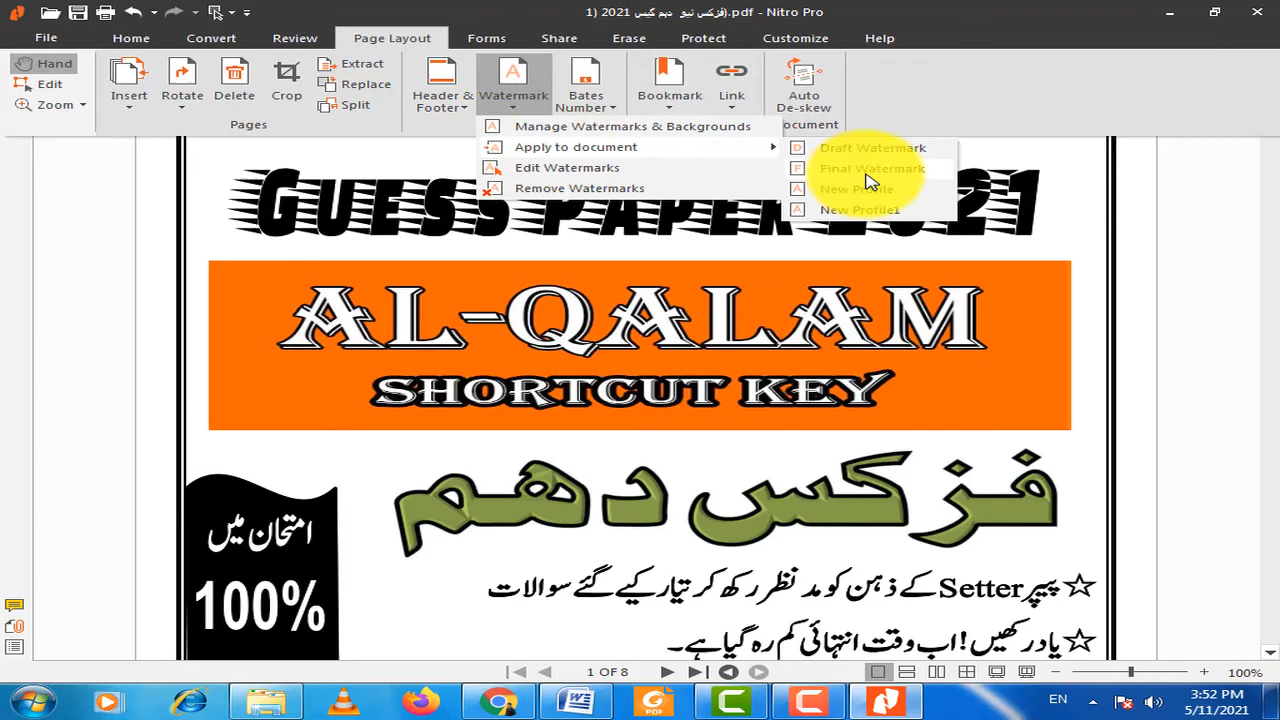 1) 2021 فزکس نیو دہم گیس).pdf - Nitro Pro
File Home Convert Review Page Layout Forms Share Erase Protect Customize Help
Hand
Edit
Zoom
Insert Rotate Delete Crop
Extract
Replace
Split
Pages
Header & Footer
Watermark
Bates Number
Bookmark
Link
Auto De-skew
ocument
Manage Watermarks & Backgrounds
Apply to document
Edit Watermarks
Remove Watermarks
Draft Watermark
Final Watermark
New Profile
New Profile1
GUESS PAPER 2021
AL-QALAM
SHORTCUT KEY
فزکس دہم
امتحان میں
100%
پیپر Setter کے ذہن کو مد نظر رکھ کر تیار کیے گئے سوالات
یاد رکھیں! اب وقت انتہائی کم رہ گیا ہے۔
1 OF 8
100%
EN
3:52 PM
5/11/2021